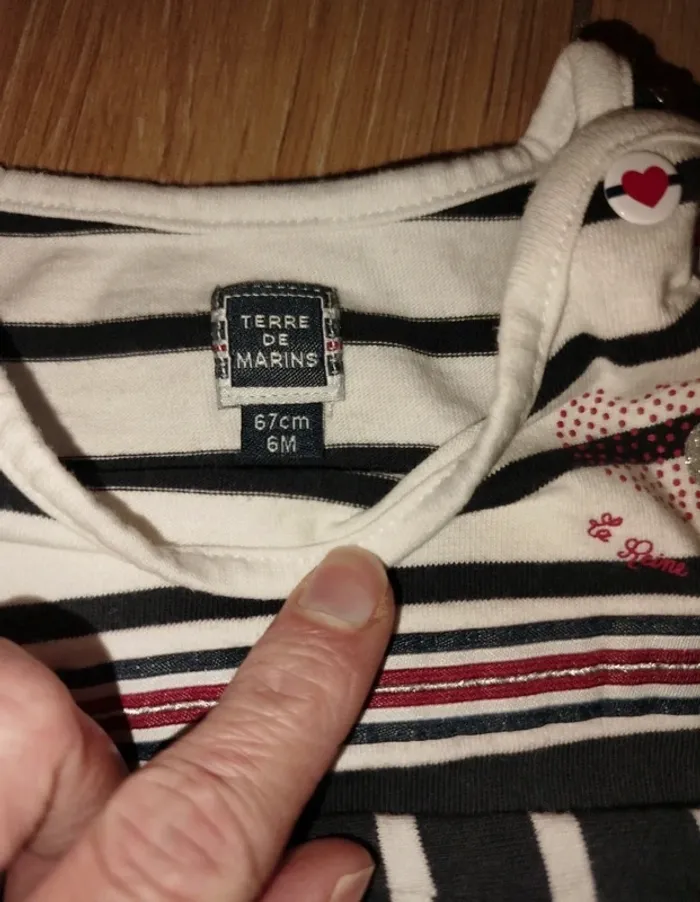 TERRE
DE
MARINS
67cm
6M
La Reine